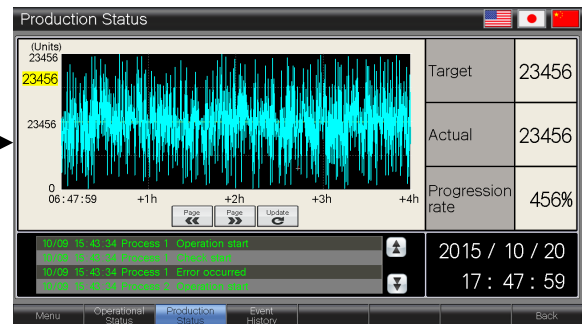 Production Status
(Units)
23456
23456
23456
0
06:47:59 +1h +2h +3h +4h
Page Page Update
Target 23456
Actual 23456
Progression rate 456%
10/09 15:43:34 Process 1 Operation start
10/09 15:43:34 Process 1 Check start
10/09 15:43:34 Process 1 Error occurred
10/09 15:43:34 Process 2 Operation start
2015 / 10 / 20
17 : 47 : 59
Menu
Operational Status
Production Status
Event History
Back